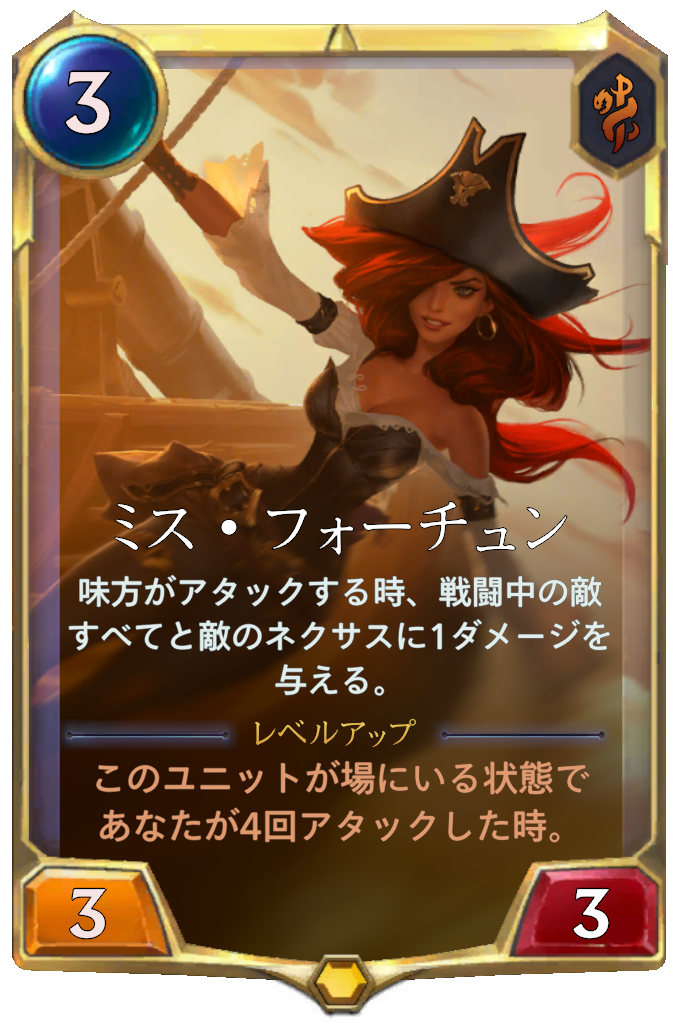 3
ミス・フォーチュン
味方がアタックする時、戦闘中の敵
すべてと敵のネクサスに1ダメージを
与える。
レベルアップ
このユニットが場にいる状態で
あなたが4回アタックした時。
3
3